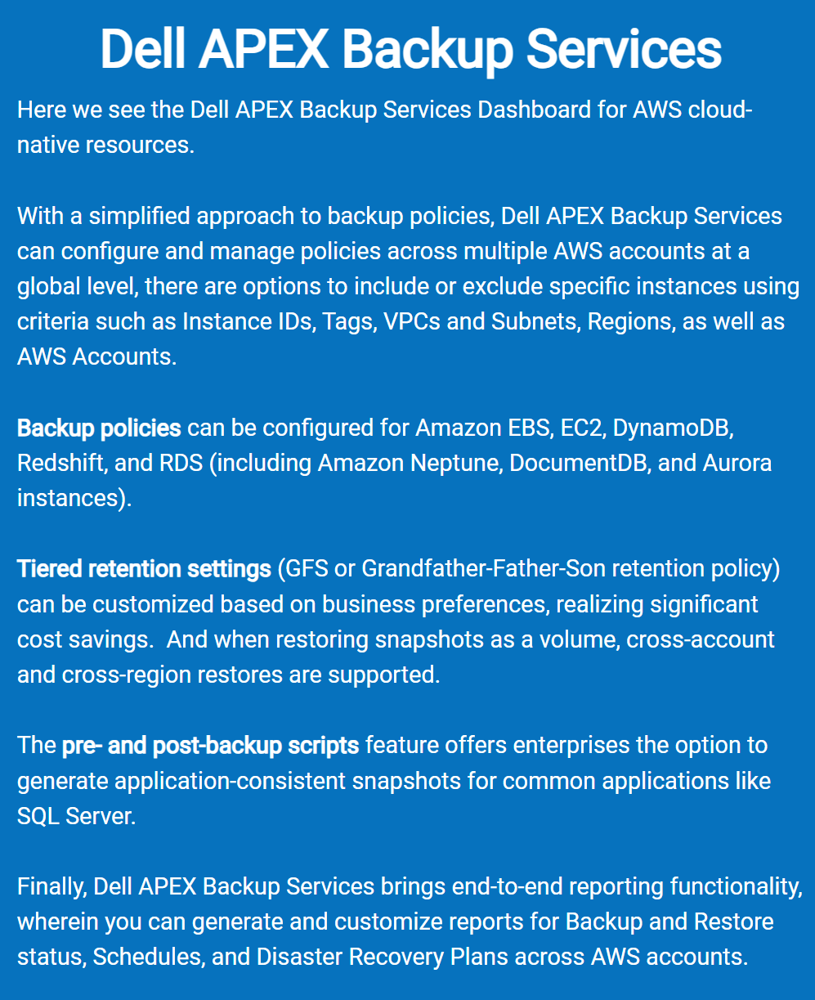 Dell APEX Backup Services
Here we see the Dell APEX Backup Services Dashboard for AWS cloud-
native resources.
With a simplified approach to backup policies, Dell APEX Backup Services
can configure and manage policies across multiple AWS accounts at a
global level, there are options to include or exclude specific instances using
criteria such as Instance IDs, Tags, VPCs and Subnets, Regions, as well as
AWS Accounts.
Backup policies can be configured for Amazon EBS, EC2, DynamoDB,
Redshift, and RDS (including Amazon Neptune, DocumentDB, and Aurora
instances).
Tiered retention settings (GFS or Grandfather-Father-Son retention policy)
can be customized based on business preferences, realizing significant
cost savings.  And when restoring snapshots as a volume, cross-account
and cross-region restores are supported.
The pre- and post-backup scripts feature offers enterprises the option to
generate application-consistent snapshots for common applications like
SQL Server.
Finally, Dell APEX Backup Services brings end-to-end reporting functionality,
wherein you can generate and customize reports for Backup and Restore
status, Schedules, and Disaster Recovery Plans across AWS accounts.